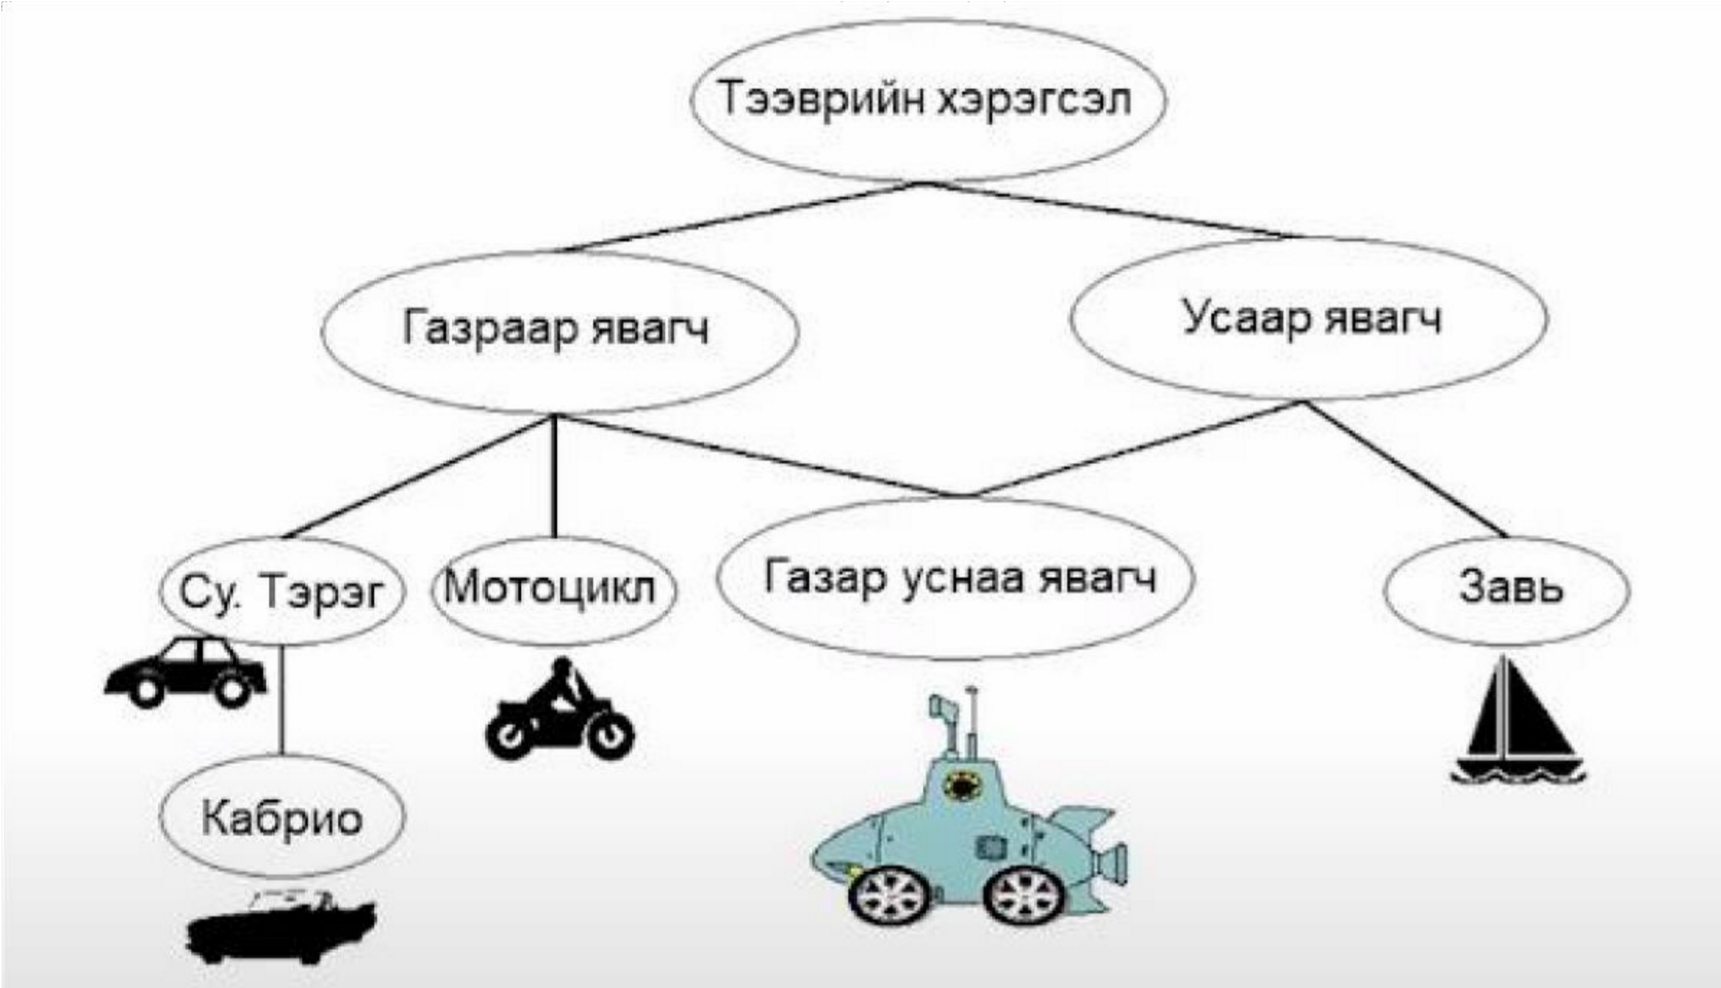 Тээврийн хэрэгсэл
Газраар явагч
Усаар явагч
Су. Тэрэг
Мотоцикл
Газар уснаа явагч
Завь
Кабрио